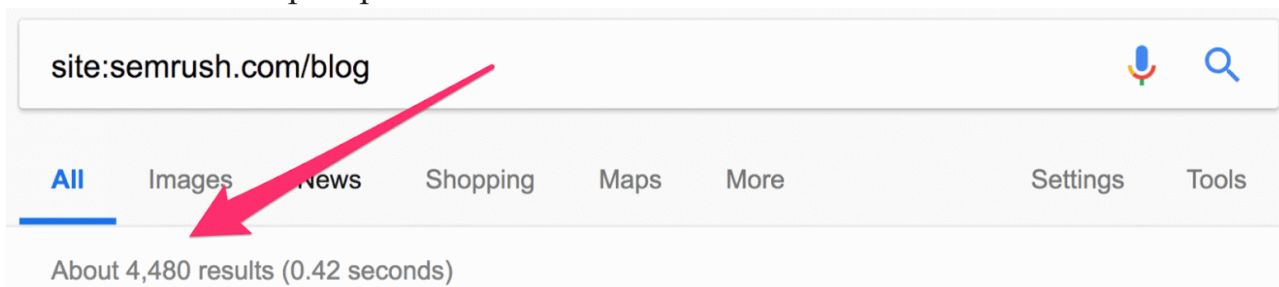 site:semrush.com/blog
All Images News Shopping Maps More Settings Tools
About 4,480 results (0.42 seconds)